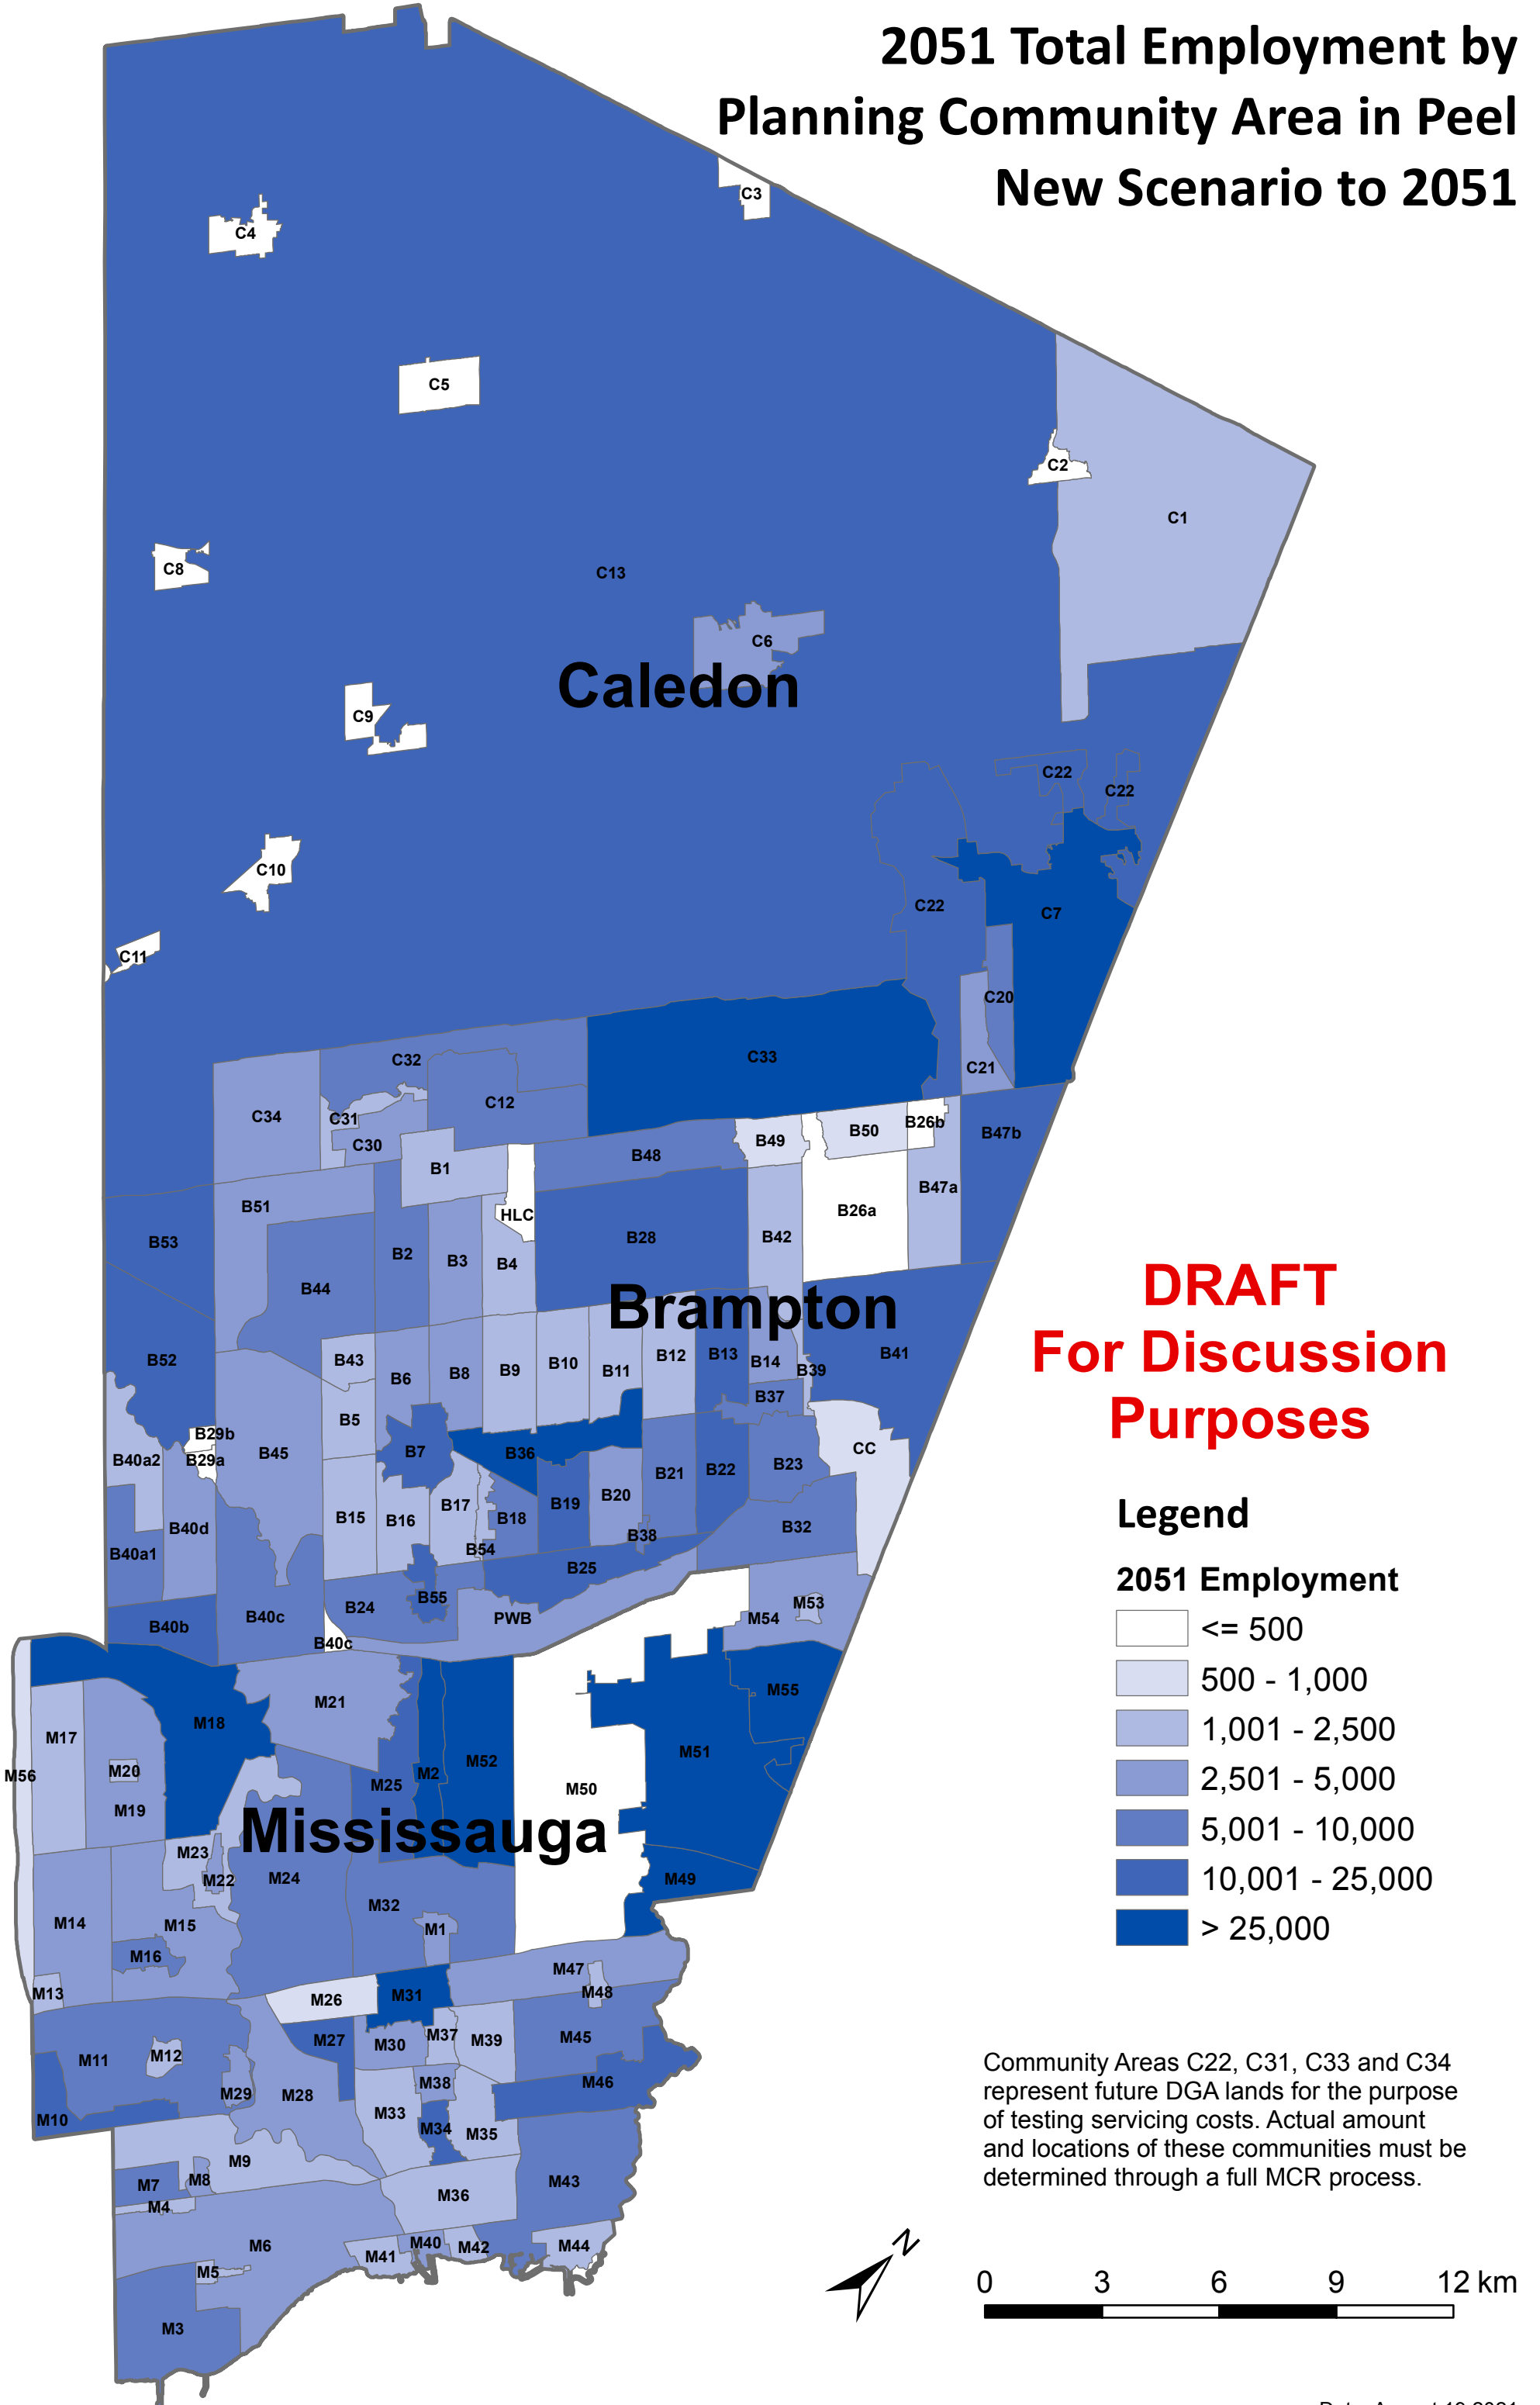 2051 Total Employment by
Planning Community Area in Peel
New Scenario to 2051
C3
C4
C5
C2
C1
C8
C13
C6
Caledon
C9
C22
C22
C10
C22
C7
C11
C20
C33
C32
C21
C12
C34
C31
C30
B49
B50
B26b
B47b
B48
B1
B47a
B51
HLC
B26a
B53
B28
B42
B2
B3
B4
B44
Brampton
DRAFT
For Discussion
Purposes
B52
B43
B6
B8
B9
B10
B11
B12
B13
B14
B39
B41
B37
B5
B29b
B40a2
B29a
B45
B7
B36
CC
B21
B22
B23
B15
B16
B17
B18
B19
B20
B40d
B38
B32
B40a1
B54
B25
B55
B24
PWB
B40b
B40c
B40c
M54
M53
Legend
2051 Employment
<= 500
500 - 1,000
1,001 - 2,500
2,501 - 5,000
5,001 - 10,000
10,001 - 25,000
> 25,000
M21
M55
M18
M17
M51
M52
M56
M20
M2
M25
M50
M19
Mississauga
M23
M22
M24
M49
M32
M14
M15
M1
M16
M47
M13
M26
M31
M48
M27
M30
M37
M39
M45
M11
M12
M38
M46
M29
M28
M10
M33
M34
M35
M9
M7
M8
M43
M4
M36
M6
M40
M41
M42
M44
M5
M3
Community Areas C22, C31, C33 and C34
represent future DGA lands for the purpose
of testing servicing costs. Actual amount
and locations of these communities must be
determined through a full MCR process.
N
0 3 6 9 12 km